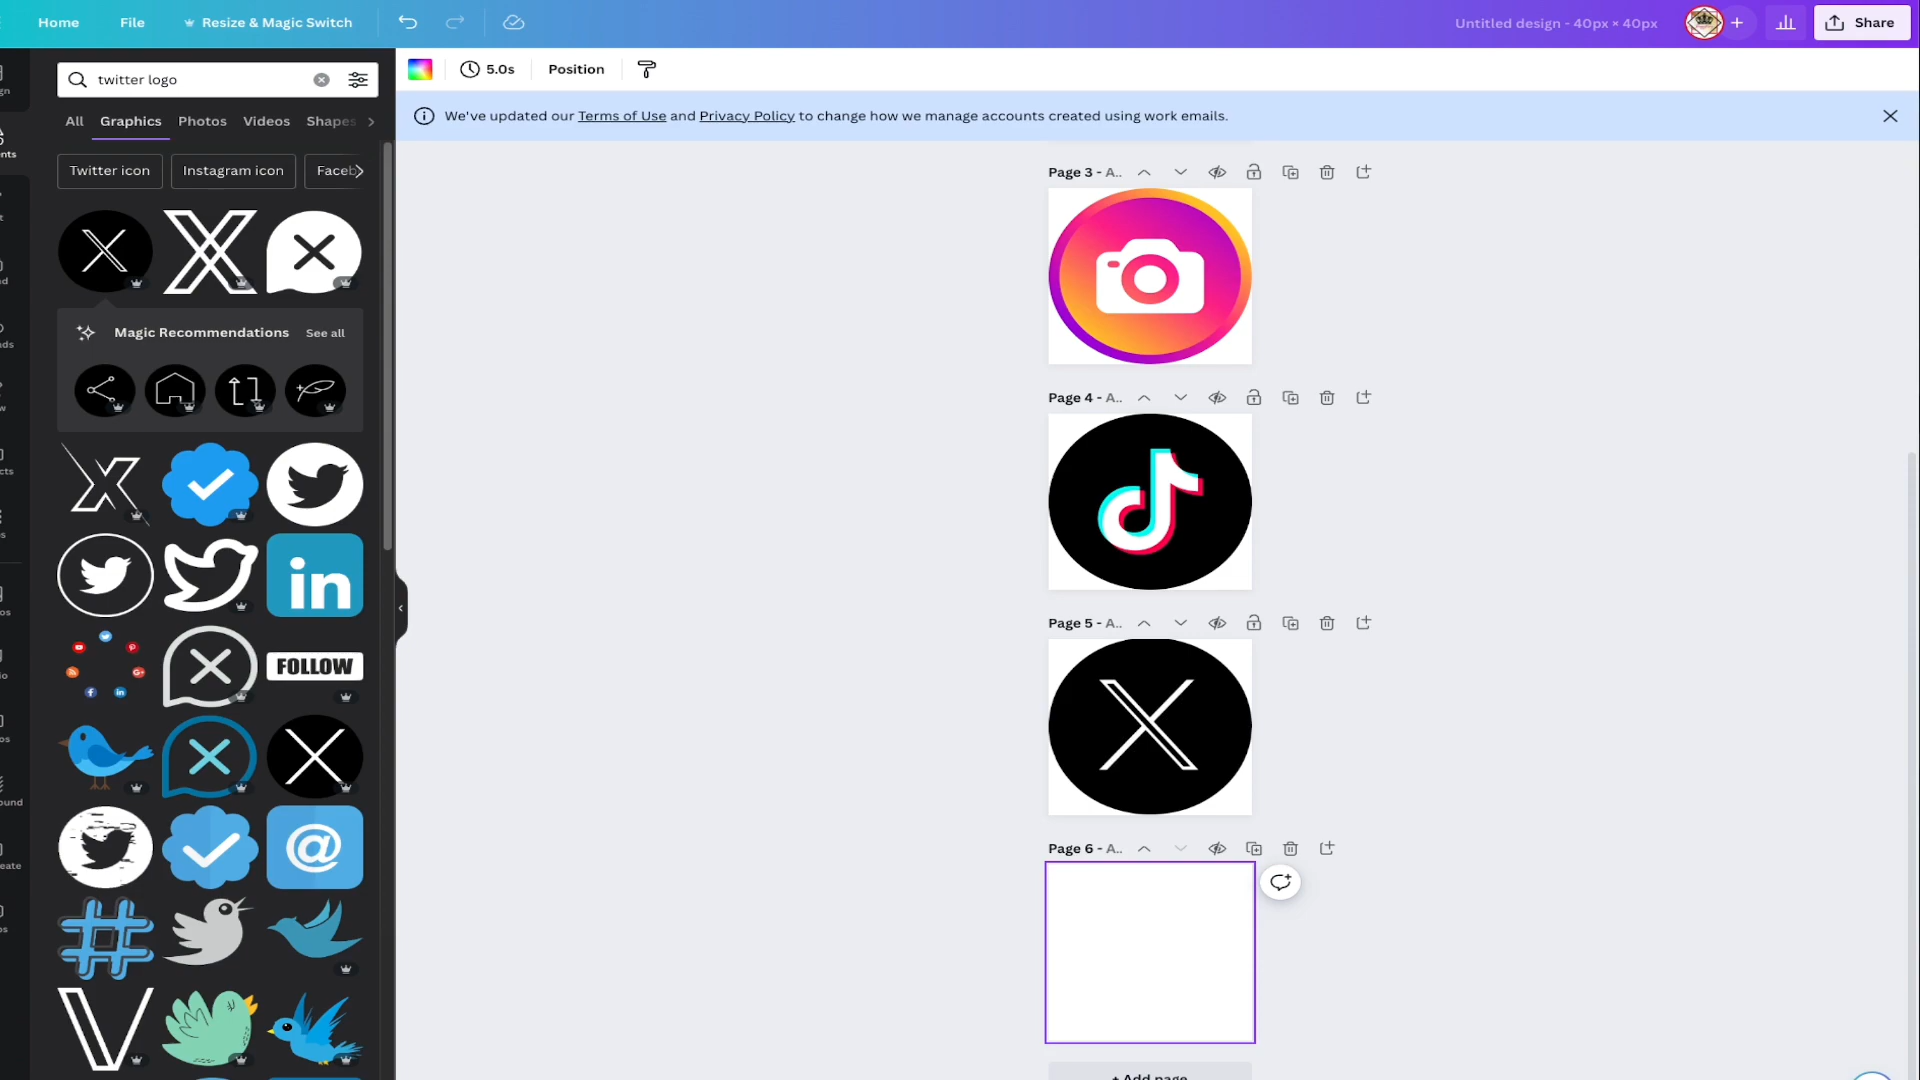 Home File Resize & Magic Switch Untitled design - 40px × 40px Share
twitter logo
5.0s Position
We've updated our Terms of Use and Privacy Policy to change how we manage accounts created using work emails.
All Graphics Photos Videos Shapes
Twitter icon Instagram icon Faceb
Magic Recommendations See all
in
FOLLOW
@
#
Page 3 - A..
Page 4 - A..
Page 5 - A..
Page 6 - A..
+ Add page